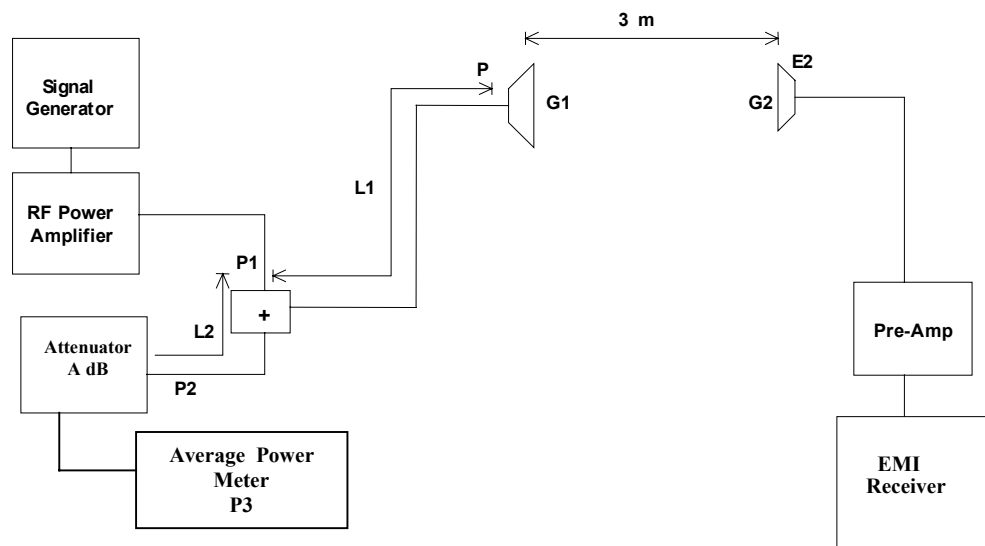 3 m
Signal
Generator
P
G1
E2
G2
L1
RF Power
Amplifier
P1
+
L2
Attenuator
A dB
P2
Pre-Amp
Average Power
Meter
P3
EMI
Receiver